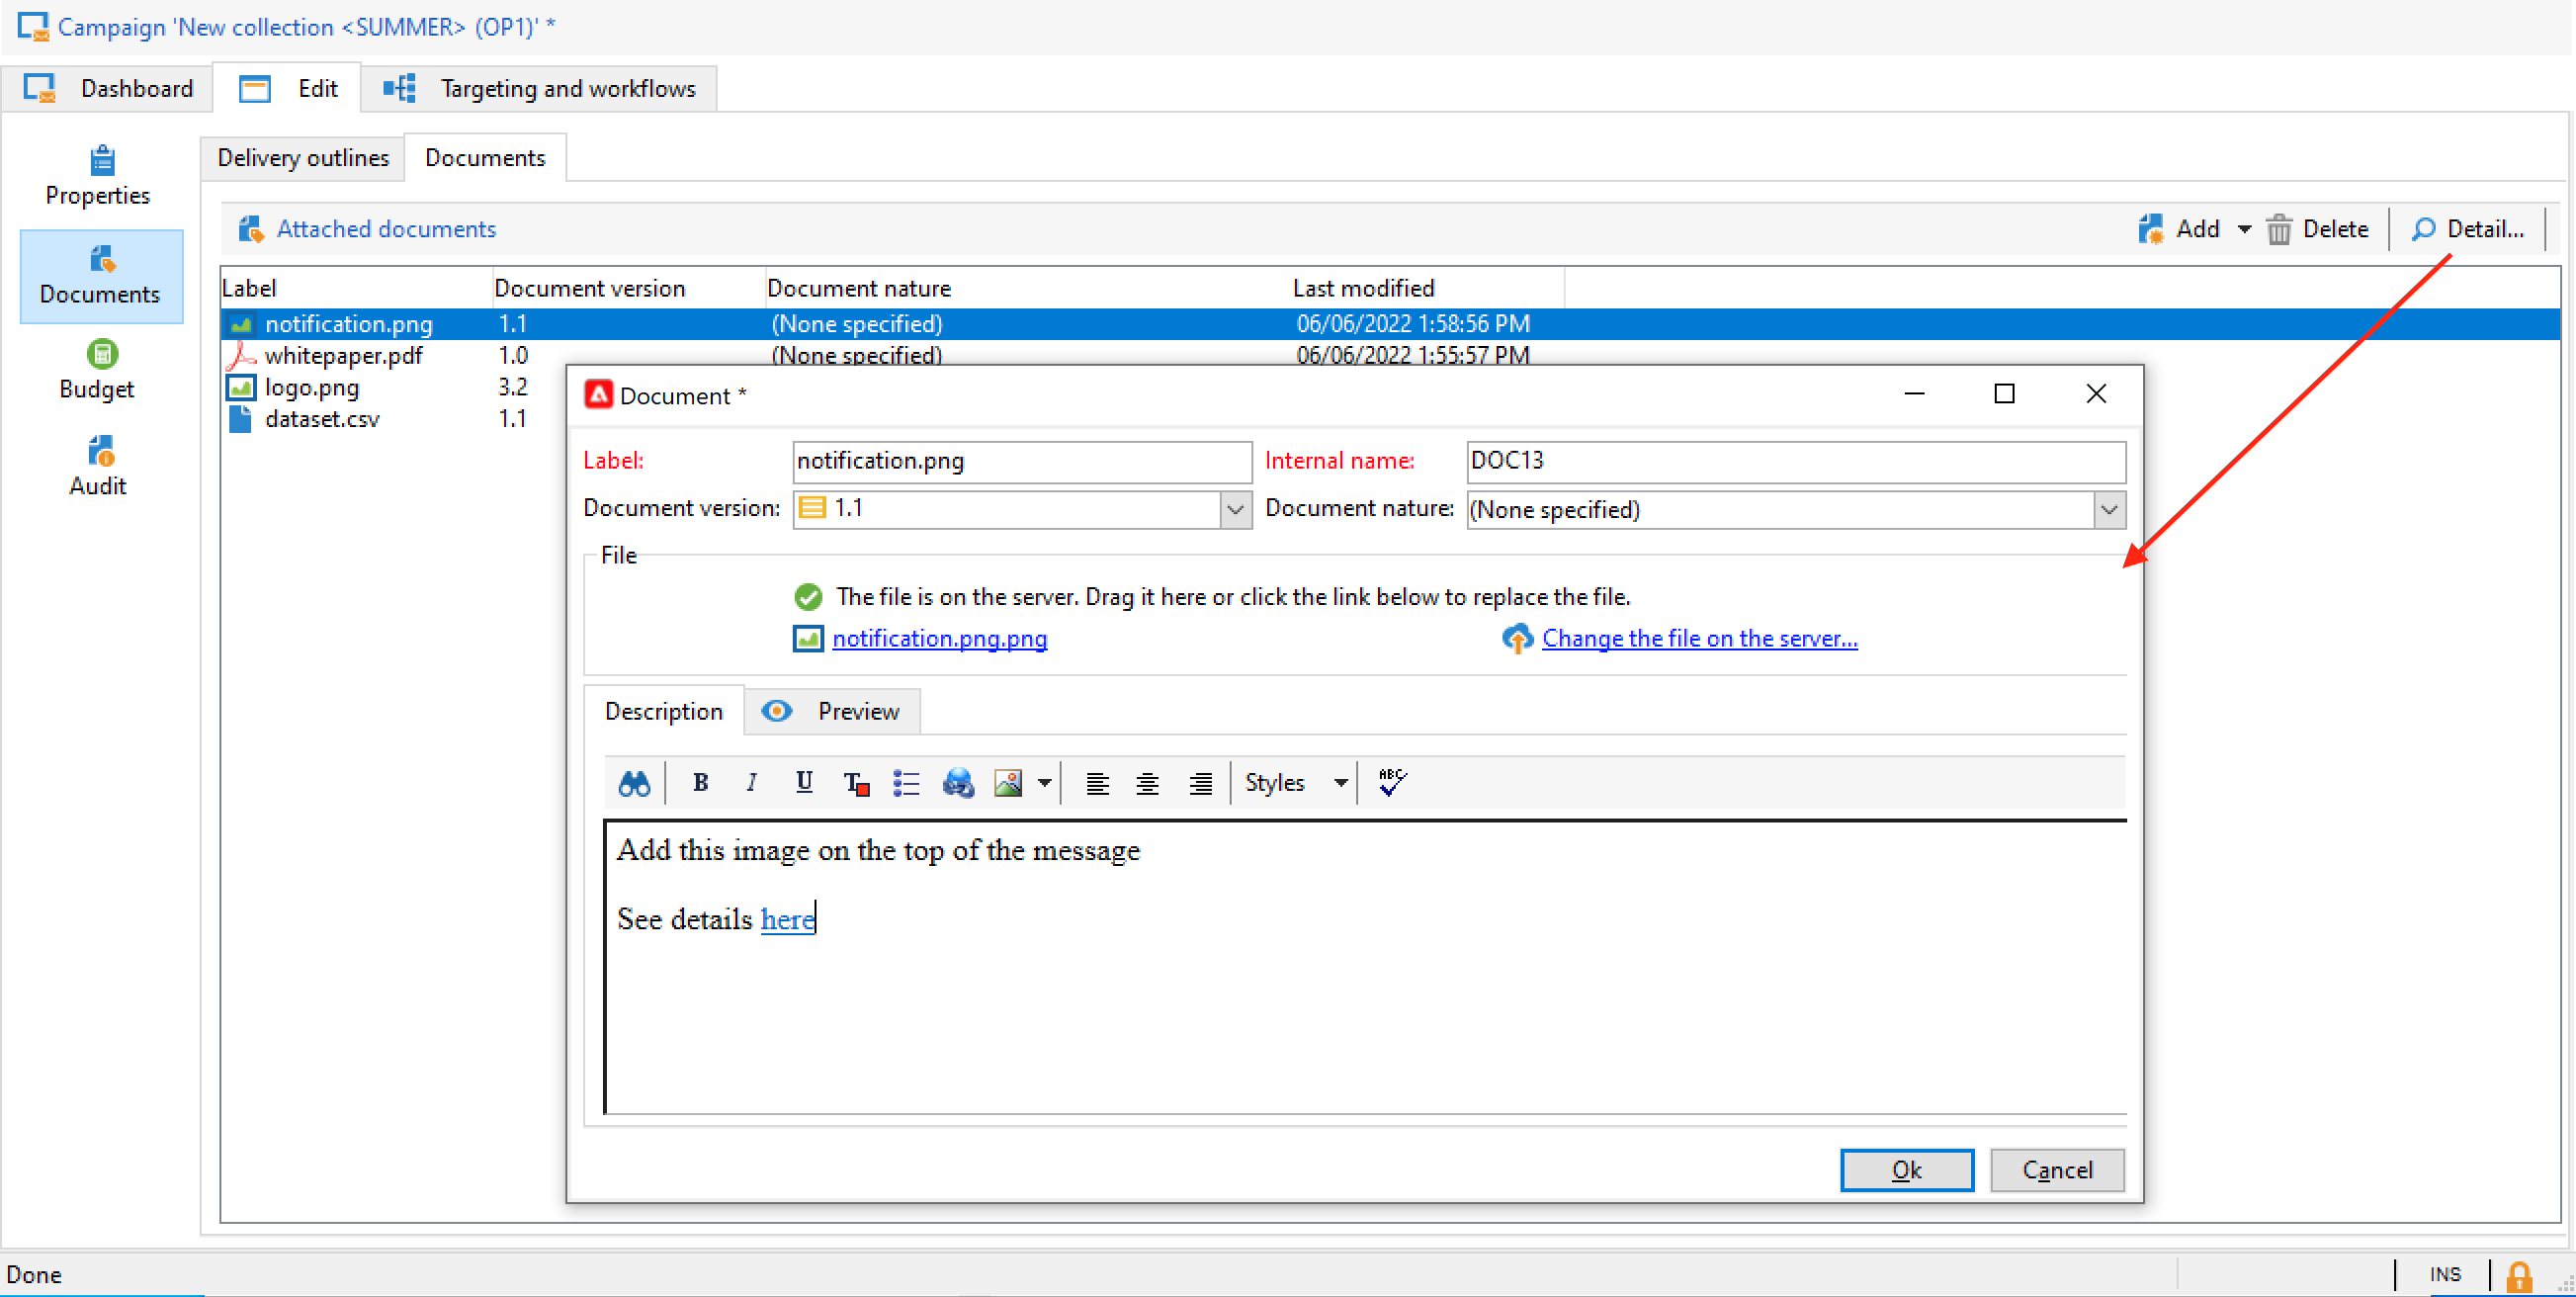 Campaign 'New collection <SUMMER> (OP1)' *
Dashboard Edit Targeting and workflows
Properties
Documents
Budget
Audit
Delivery outlines Documents
Attached documents Add Delete Detail...
Label Document version Document nature Last modified
notification.png 1.1 (None specified) 06/06/2022 1:58:56 PM
whitepaper.pdf 1.0 (None specified) 06/06/2022 1:55:57 PM
logo.png 3.2
dataset.csv 1.1
Document *
Label: notification.png Internal name: DOC13
Document version: 1.1 Document nature: (None specified)
File
The file is on the server. Drag it here or click the link below to replace the file.
notification.png.png Change the file on the server...
Description Preview
B I U T Styles ABC
Add this image on the top of the message
See details here
Ok Cancel
Done INS